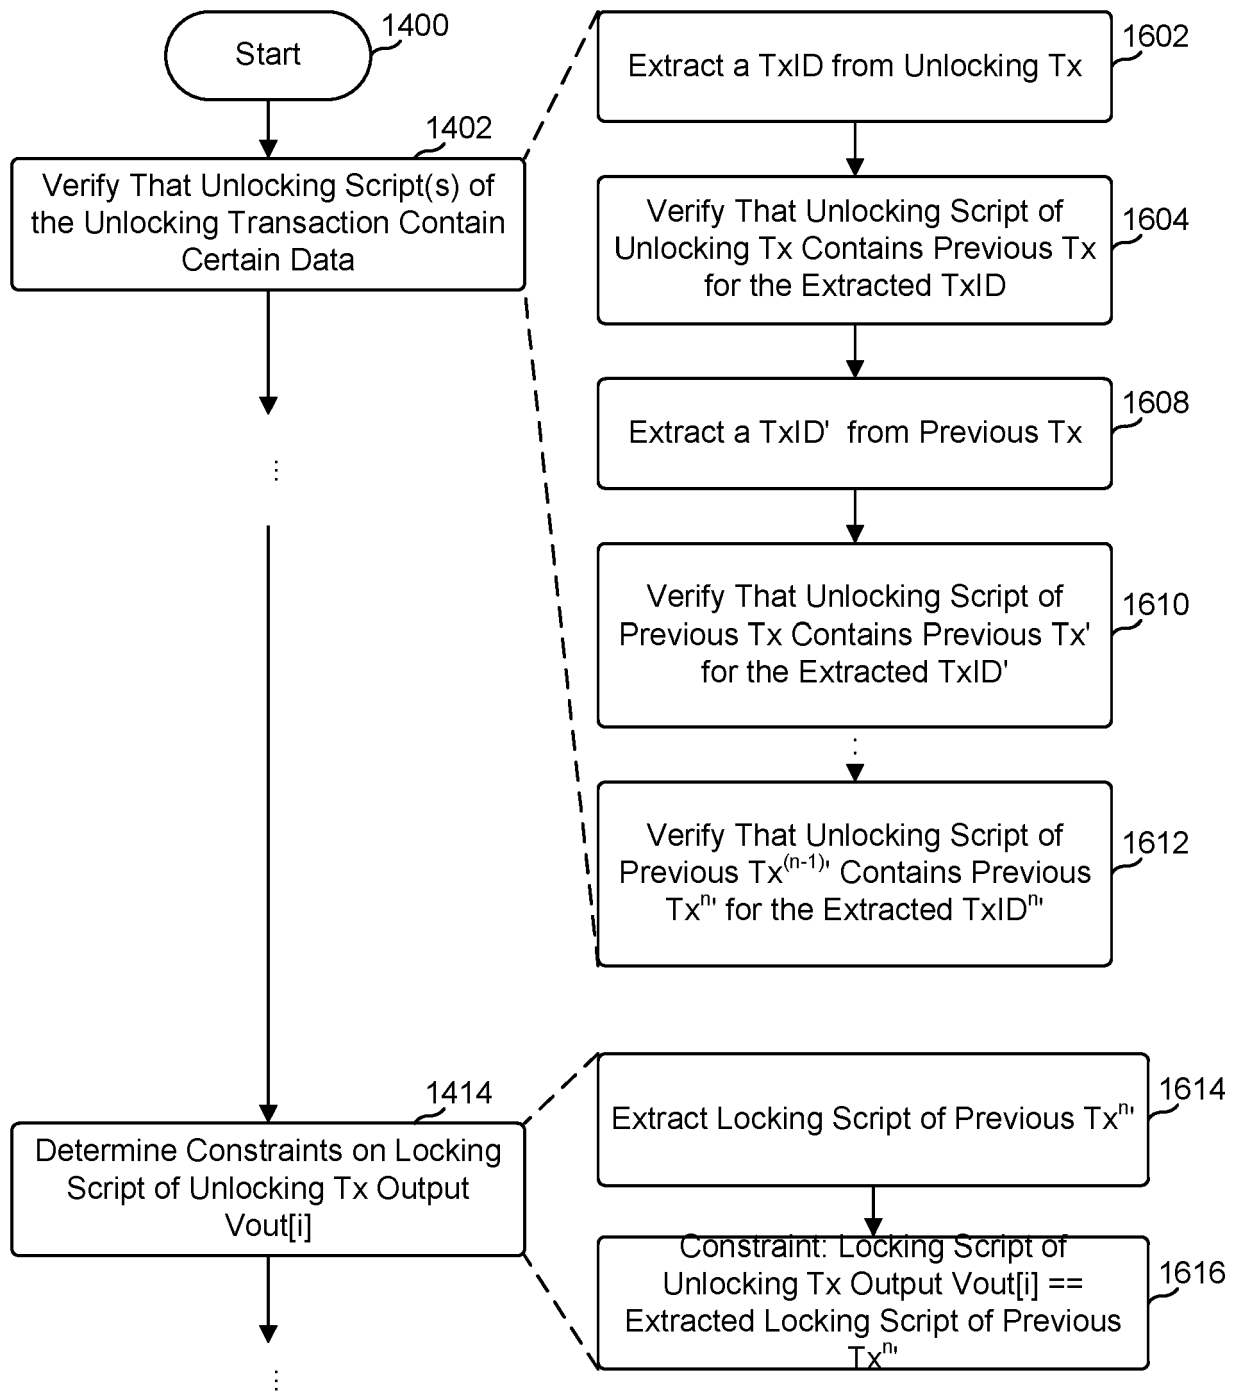 Start
1400
1402
Verify That Unlocking Script(s) of
the Unlocking Transaction Contain
Certain Data
...
1414
Determine Constraints on Locking
Script of Unlocking Tx Output
Vout[i]
...
1602
Extract a TxID from Unlocking Tx
1604
Verify That Unlocking Script of
Unlocking Tx Contains Previous Tx
for the Extracted TxID
1608
Extract a TxID' from Previous Tx
1610
Verify That Unlocking Script of
Previous Tx Contains Previous Tx'
for the Extracted TxID'
...
1612
Verify That Unlocking Script of
Previous Tx^(n-1)' Contains Previous
Tx^n' for the Extracted TxID^n'
1614
Extract Locking Script of Previous Tx^n'
1616
Constraint: Locking Script of
Unlocking Tx Output Vout[i] ==
Extracted Locking Script of Previous
Tx^n'